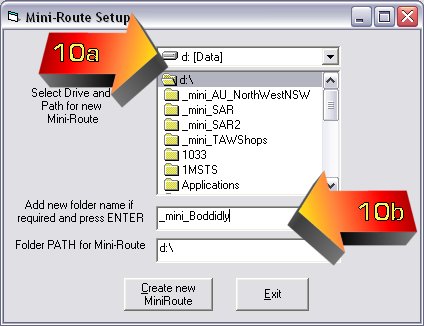 Mini-Route Setup
10a
d: [Data]
Select Drive and
Path for new
Mini-Route
d:\
_mini_AU_NorthWestNSW
_mini_SAR
_mini_SAR2
_mini_TAWShops
1033
1MSTS
Applications
Add new folder name if
required and press ENTER
_mini_Boddidly
10b
Folder PATH for Mini-Route
d:\
Create new
MiniRoute
Exit